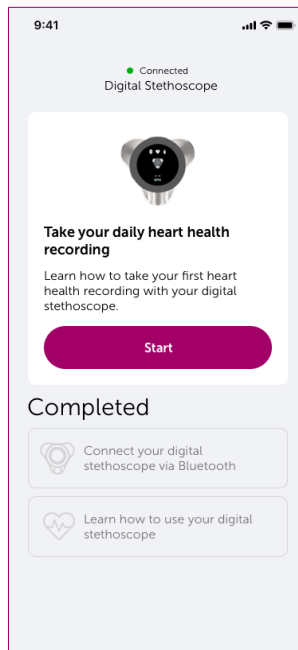 9:41
Connected
Digital Stethoscope
Take your daily heart health
recording
Learn how to take your first heart
health recording with your digital
stethoscope.
Start
Completed
Connect your digital
stethoscope via Bluetooth
Learn how to use your digital
stethoscope